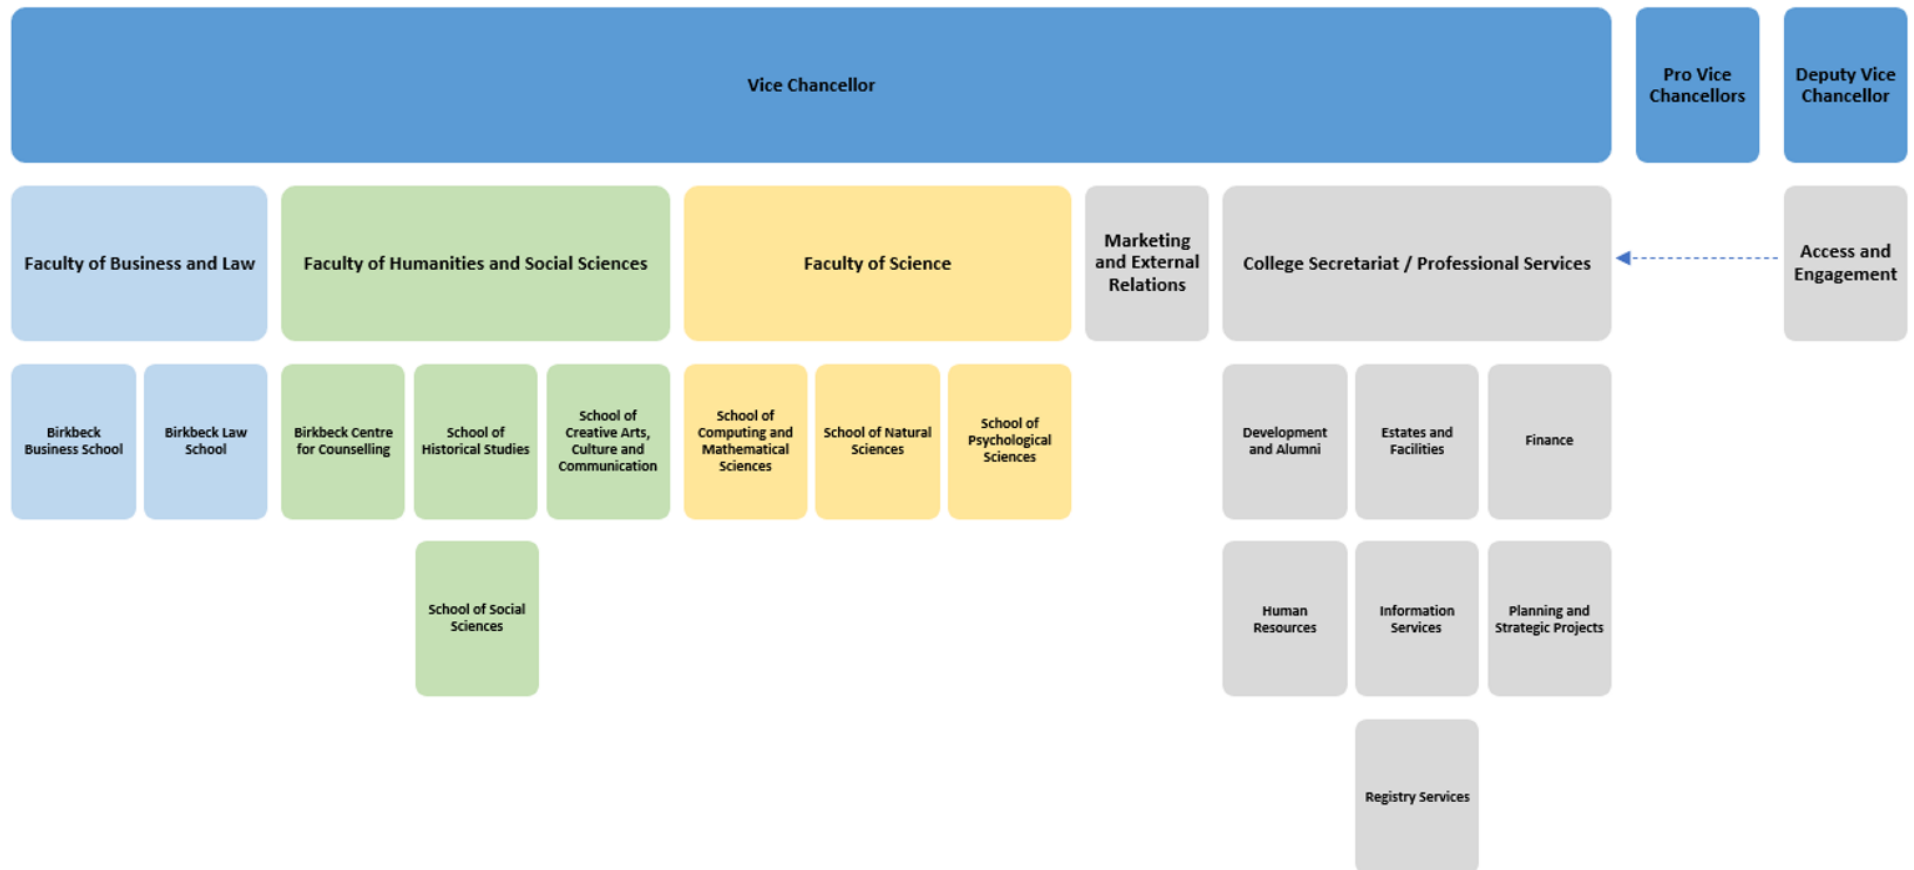 Vice Chancellor
Pro Vice
Chancellors
Deputy Vice
Chancellor
Faculty of Business and Law
Faculty of Humanities and Social Sciences
Faculty of Science
Marketing
and External
Relations
College Secretariat / Professional Services
Access and
Engagement
Birkbeck
Business School
Birkbeck Law
School
Birkbeck Centre
for Counselling
School of
Historical Studies
School of
Creative Arts,
Culture and
Communication
School of
Computing and
Mathematical
Sciences
School of Natural
Sciences
School of
Psychological
Sciences
Development
and Alumni
Estates and
Facilities
Finance
School of Social
Sciences
Human
Resources
Information
Services
Planning and
Strategic Projects
Registry Services